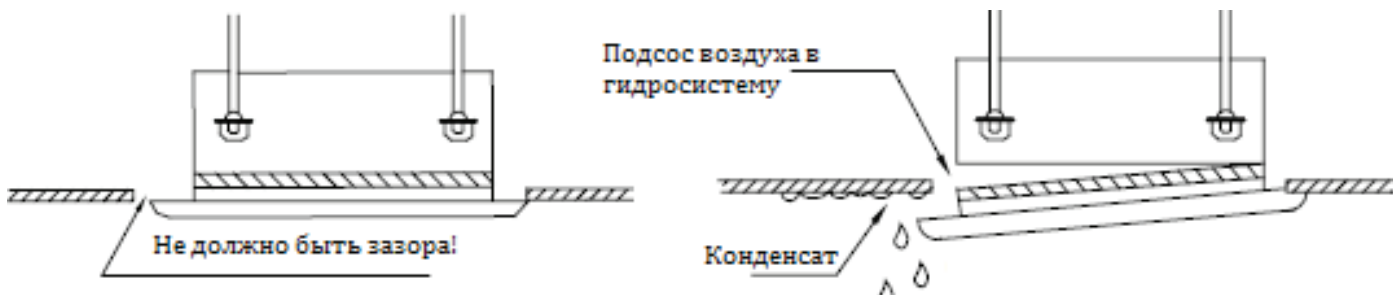 Не должно быть зазора!
Подсос воздуха в
гидросистему
Конденсат